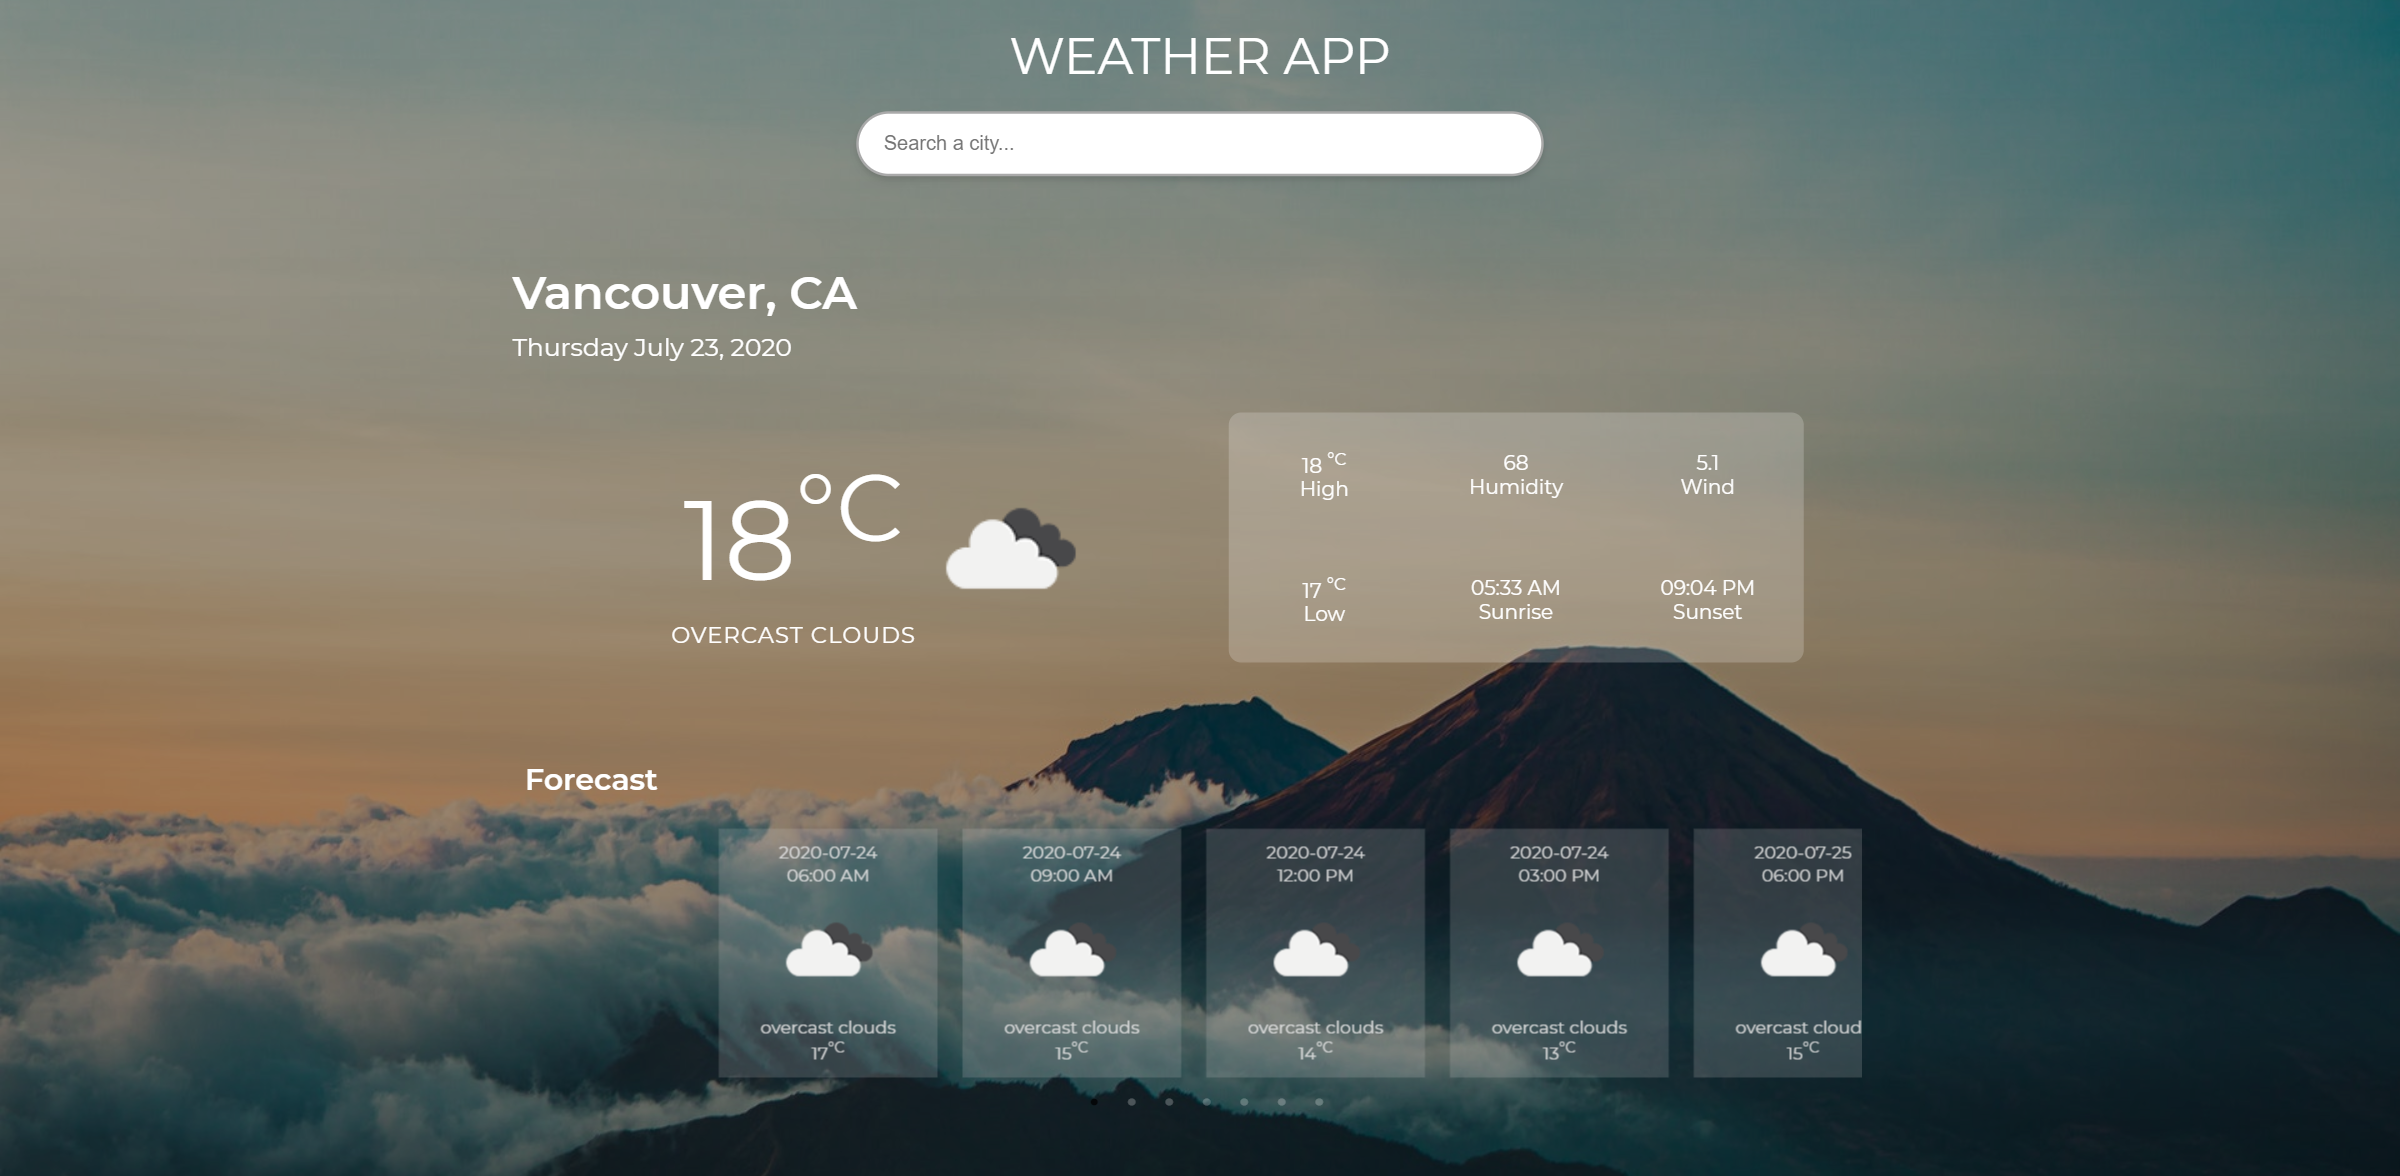 WEATHER APP
Search a city...
Vancouver, CA
Thursday July 23, 2020
18°C
OVERCAST CLOUDS
18 °C
High
68
Humidity
5.1
Wind
17 °C
Low
05:33 AM
Sunrise
09:04 PM
Sunset
Forecast
2020-07-24
06:00 AM
overcast clouds
17°C
2020-07-24
09:00 AM
overcast clouds
15°C
2020-07-24
12:00 PM
overcast clouds
14°C
2020-07-24
03:00 PM
overcast clouds
13°C
2020-07-25
06:00 PM
overcast cloud
15°C